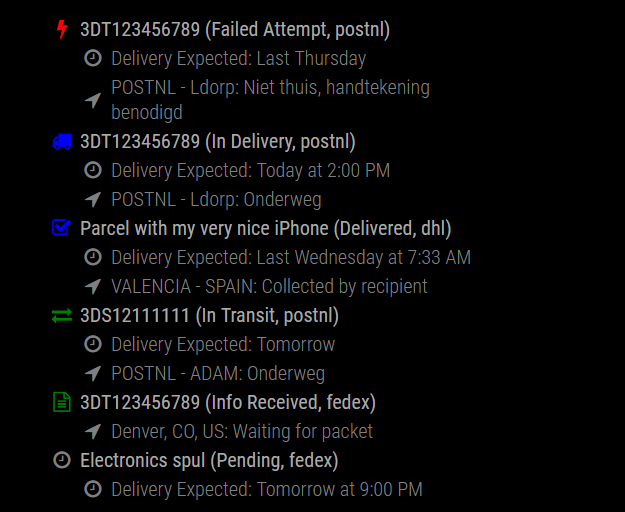 3DT123456789 (Failed Attempt, postnl)
Delivery Expected: Last Thursday
POSTNL - Ldorp: Niet thuis, handtekening
benodigd
3DT123456789 (In Delivery, postnl)
Delivery Expected: Today at 2:00 PM
POSTNL - Ldorp: Onderweg
Parcel with my very nice iPhone (Delivered, dhl)
Delivery Expected: Last Wednesday at 7:33 AM
VALENCIA - SPAIN: Collected by recipient
3DS12111111 (In Transit, postnl)
Delivery Expected: Tomorrow
POSTNL - ADAM: Onderweg
3DT123456789 (Info Received, fedex)
Denver, CO, US: Waiting for packet
Electronics spul (Pending, fedex)
Delivery Expected: Tomorrow at 9:00 PM